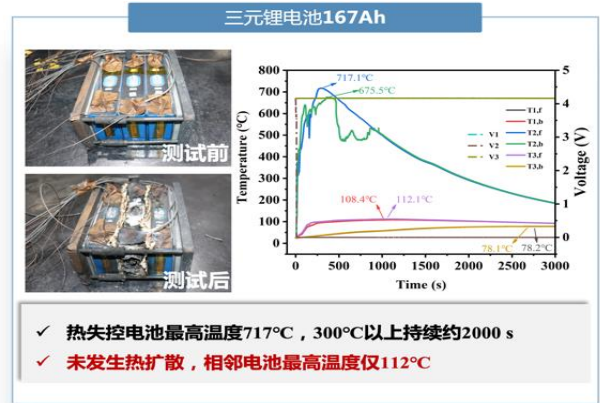 三元锂电池167Ah
测试前
测试后
717.1℃
675.5℃
Temperature (℃)
800
700
600
500
400
300
200
100
0
V1
V2
V3
T1,f
T1,b
T2,f
T2,b
T3,f
T3,b
108.4℃
112.1℃
78.1℃
78.2℃
5
4
3
2
1
0
Voltage (V)
0 500 1000 1500 2000 2500 3000
Time (s)
✓ 热失控电池最高温度717℃，300℃以上持续约2000 s
✓ 未发生热扩散，相邻电池最高温度仅112℃